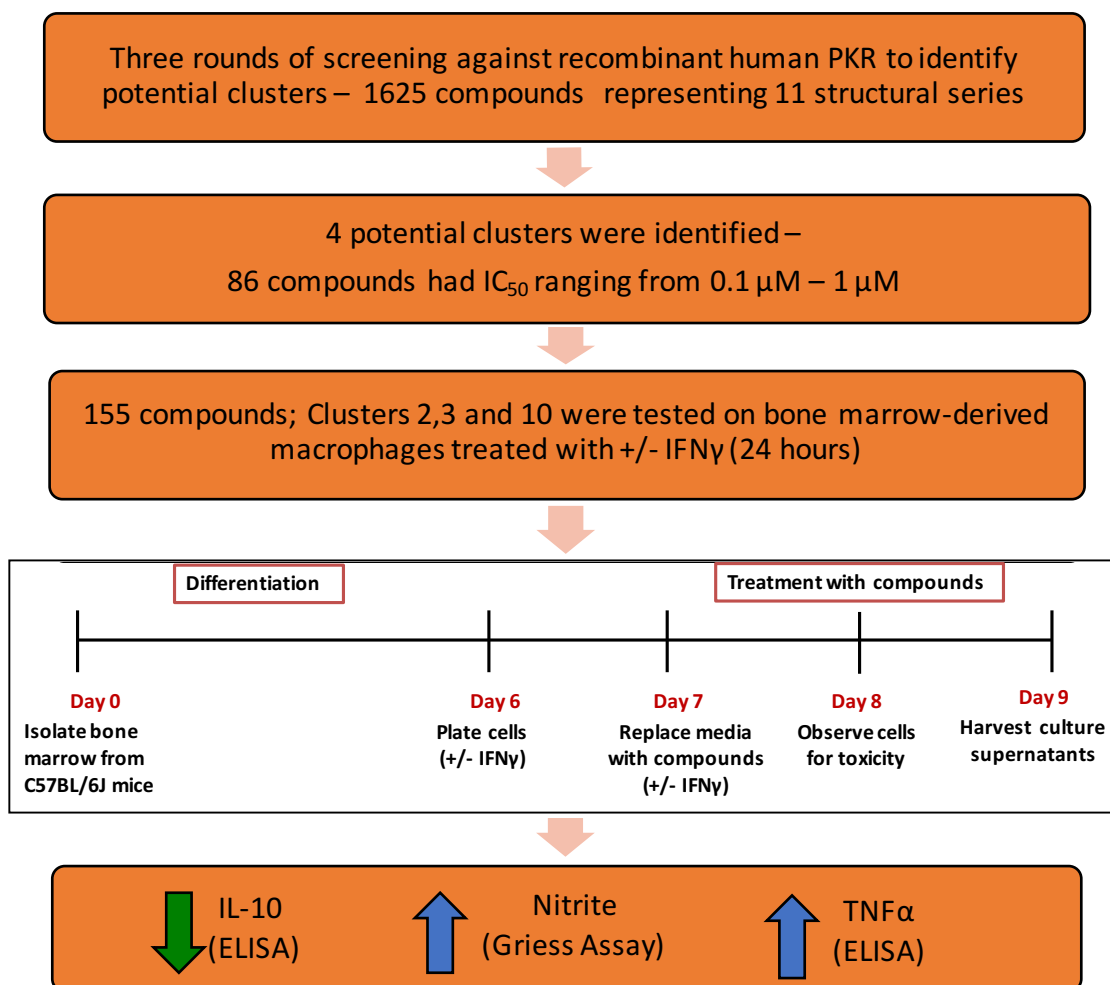 Three rounds of screening against recombinant human PKR to identify
potential clusters – 1625 compounds representing 11 structural series
4 potential clusters were identified –
86 compounds had IC50 ranging from 0.1 μM – 1 μM
155 compounds; Clusters 2,3 and 10 were tested on bone marrow-derived
macrophages treated with +/- IFNγ (24 hours)
Differentiation
Treatment with compounds
Day 0
Isolate bone
marrow from
C57BL/6J mice
Day 6
Plate cells
(+/- IFNγ)
Day 7
Replace media
with compounds
(+/- IFNγ)
Day 8
Observe cells
for toxicity
Day 9
Harvest culture
supernatants
IL-10
(ELISA)
Nitrite
(Griess Assay)
TNFα
(ELISA)